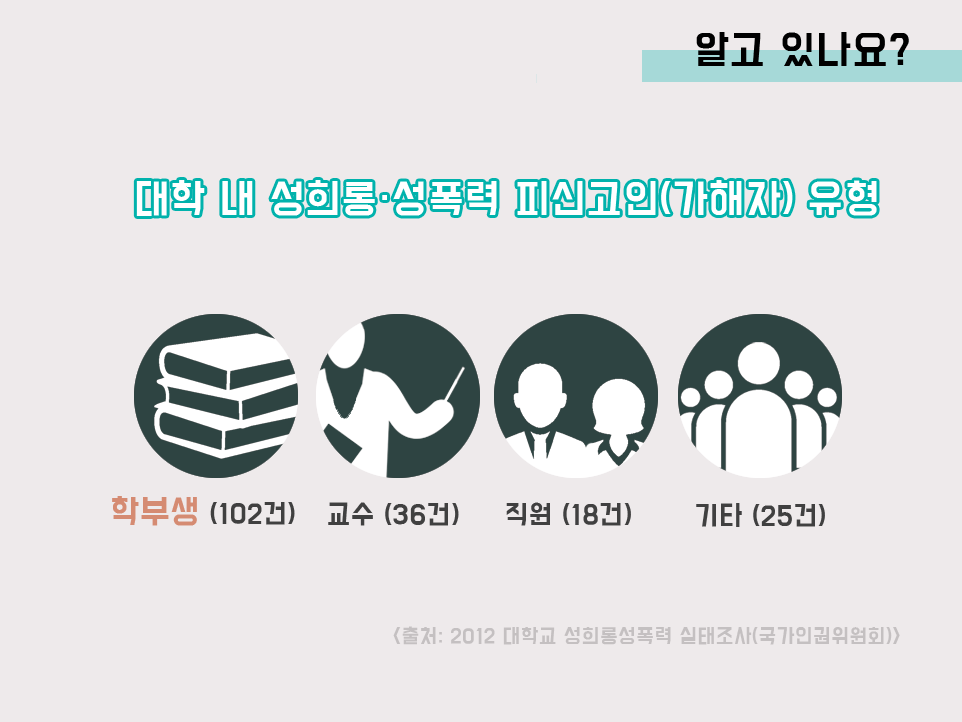 알고 있나요?
대학 내 성희롱·성폭력 피신고인(가해자) 유형
학부생 (102건) 교수 (36건) 직원 (18건) 기타 (25건)
<출처: 2012 대학교 성희롱성폭력 실태조사(국가인권위원회)>